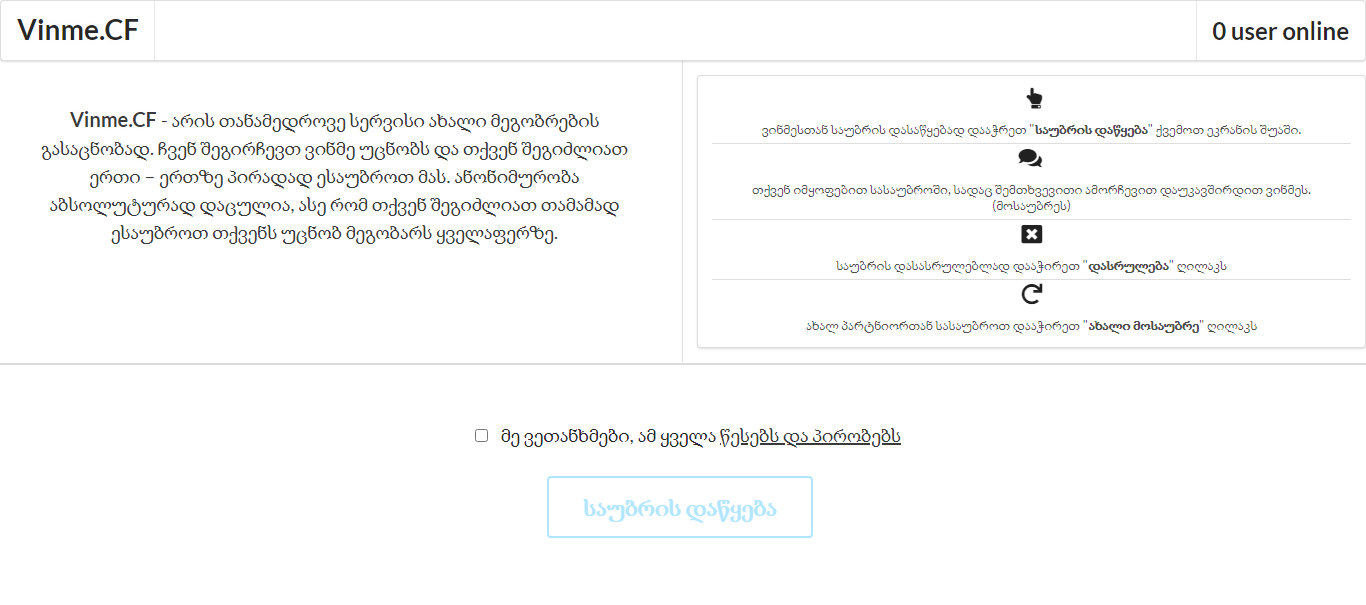 Vinme.CF
0 user online
Vinme.CF - არის თანამედროვე სერვისი ახალი მეგობრების
გასაცნობად. ჩვენ შეგირჩევთ ვინმე უცნობს და თქვენ შეგიძლიათ
ერთი – ერთზე პირადად ესაუბროთ მას. ანონიმურობა
აბსოლუტურად დაცულია, ასე რომ თქვენ შეგიძლიათ თამამად
ესაუბროთ თქვენს უცნობ მეგობარს ყველაფერზე.
ვინმესთან საუბრის დასაწყებად დააჭრეთ "საუბრის დაწყება" ქვემოთ ეკრანის შუაში.
თქვენ იმყოფებით სასაუბროში, სადაც შემთხვევითი ამორჩევით დაუკავშირდით ვინმეს.
(მოსაუბრეს)
საუბრის დასასრულებლად დააჭირეთ "დასრულება" ღილაკს
ახალ პარტნიორთან სასაუბროთ დააჭირეთ "ახალი მოსაუბრე" ღილაკს
მე ვეთანხმები, ამ ყველა წესებს და პირობებს
საუბრის დაწყება